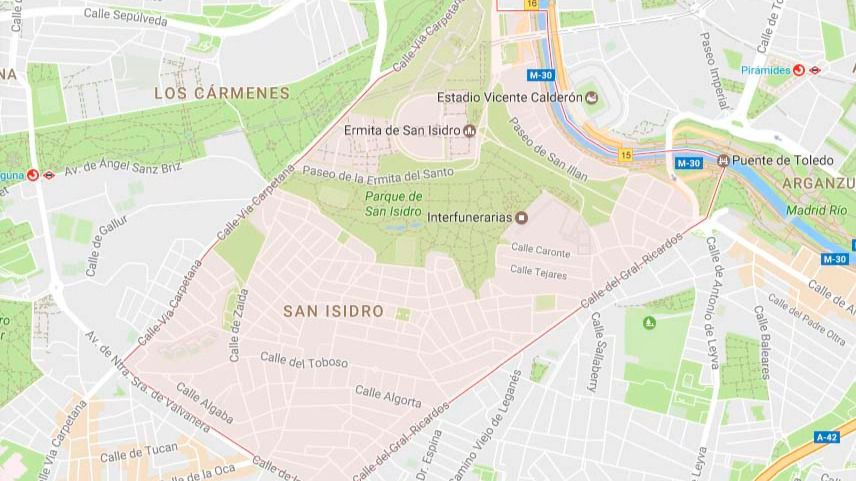 Calle Sepúlveda
Calle d
Calle Vía Carpetana
16
M-30
Paseo Imperial
Calle de To
Pirámides
NA
LOS CÁRMENES
Estadio Vicente Calderón
Ermita de San Isidro
Paseo de San Illan
15
M-30
Puente de Toledo
guna
Av. de Ángel Sanz Briz
Paseo de la Ermita del Santo
ARGANZU
Parque de
San Isidro
Interfunerarias
Madrid Río
Calle Vía Carpetana
Calle de Gallur
Calle Caronte
Calle Tejares
Calle del Gral. Ricardos
M-30
Calle Vía Carpetana
Calle de Zaida
SAN ISIDRO
Calle de Antonio de Leyva
Calle de A
Calle del Padre Oltra
Calle Baleares
Calle Sallaberry
Av. de Ntra. Sra. de Valvanera
Calle del Toboso
Calle Algorta
Calle Algaba
Calle Vía Carpetana
Calle de Tucan
Calle de la Oca
Calle de l
Calle del Gral. Ricardos
Dr. Espina
Camino Viejo de Leganés
Leyva
A-42